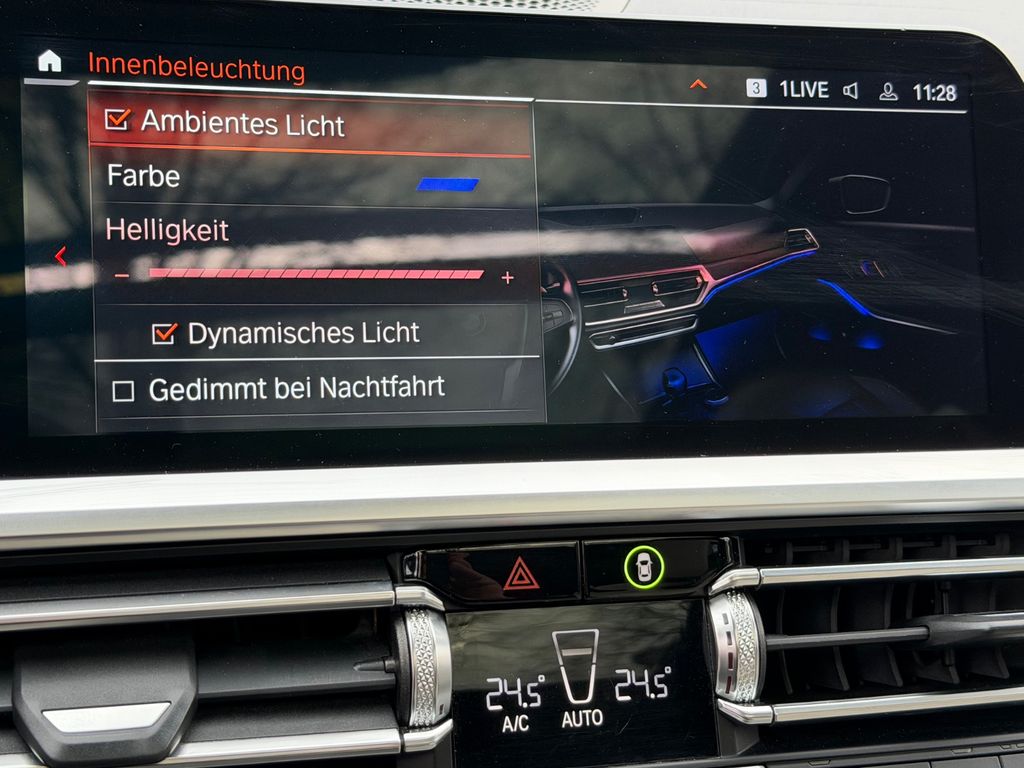 Innenbeleuchtung
3 1LIVE 11:28
Ambientes Licht
Farbe
Helligkeit
− +
Dynamisches Licht
Gedimmt bei Nachtfahrt
24.5° 24.5°
A/C AUTO